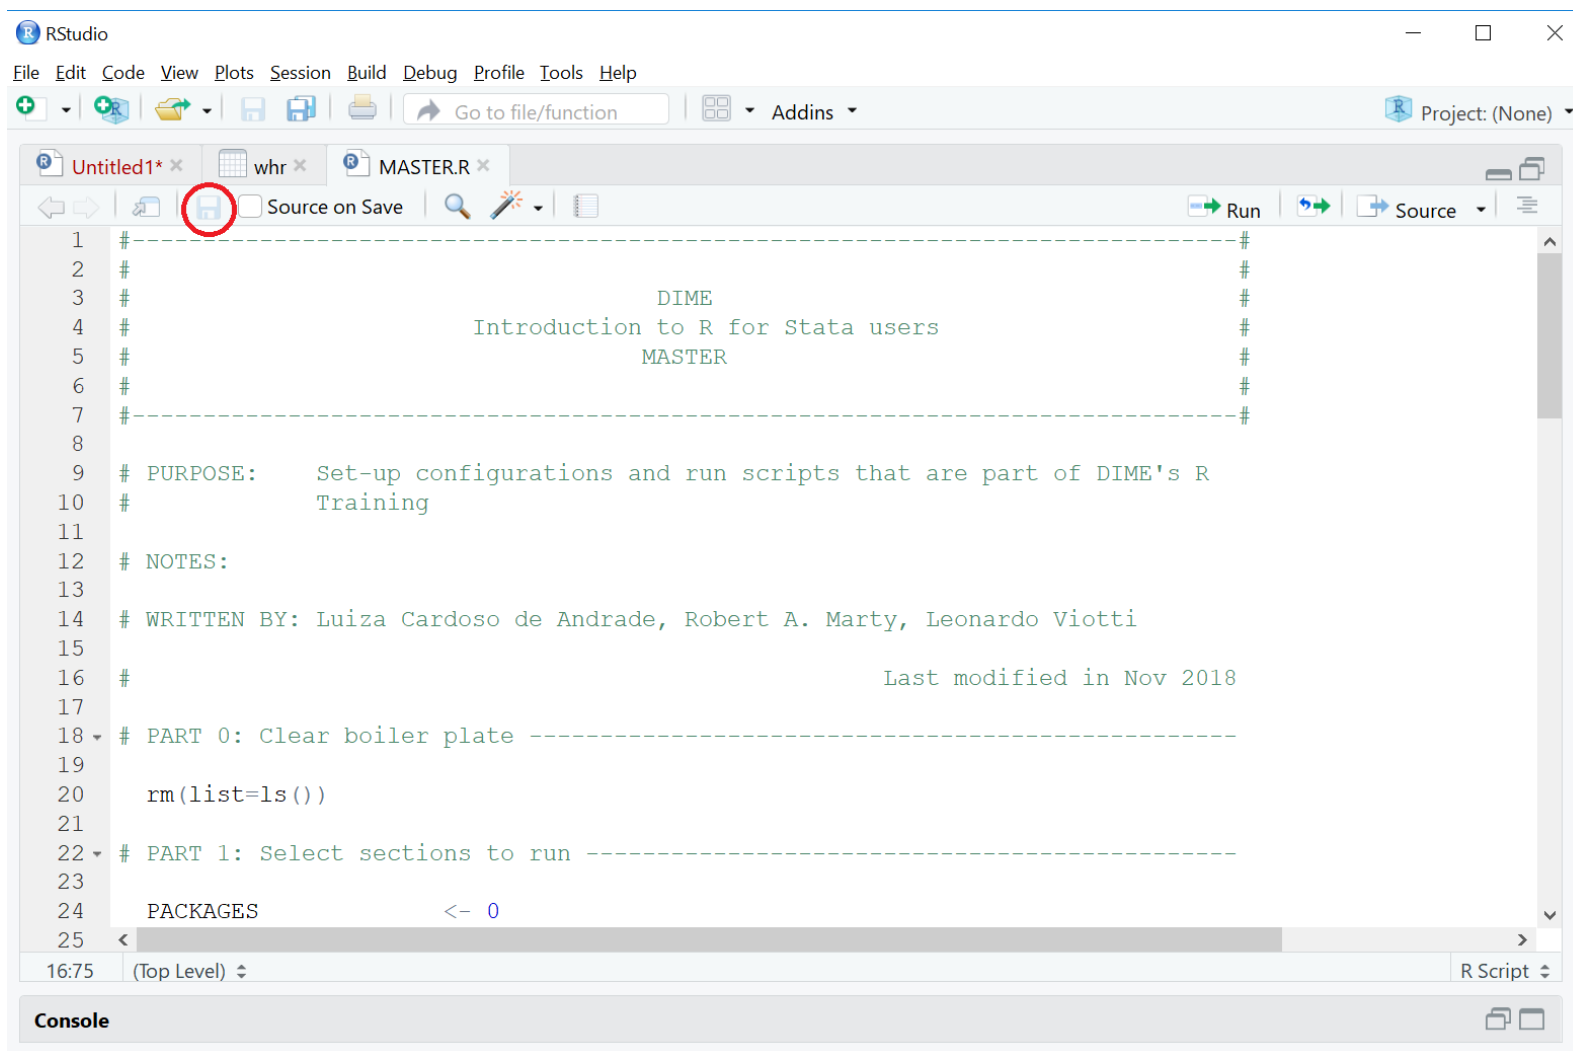 RStudio
File Edit Code View Plots Session Build Debug Profile Tools Help
Go to file/function Addins Project: (None)
Untitled1* whr MASTER.R
Source on Save Run Source
1 #------------------------------------------------------------------------------#
2 # #
3 # DIME #
4 # Introduction to R for Stata users #
5 # MASTER #
6 # #
7 #------------------------------------------------------------------------------#
8
9 # PURPOSE: Set-up configurations and run scripts that are part of DIME's R
10 # Training
11
12 # NOTES:
13
14 # WRITTEN BY: Luiza Cardoso de Andrade, Robert A. Marty, Leonardo Viotti
15
16 # Last modified in Nov 2018
17
18 # PART 0: Clear boiler plate --------------------------------------------------
19
20 rm(list=ls())
21
22 # PART 1: Select sections to run ----------------------------------------------
23
24 PACKAGES <- 0
25
16:75 (Top Level) R Script
Console